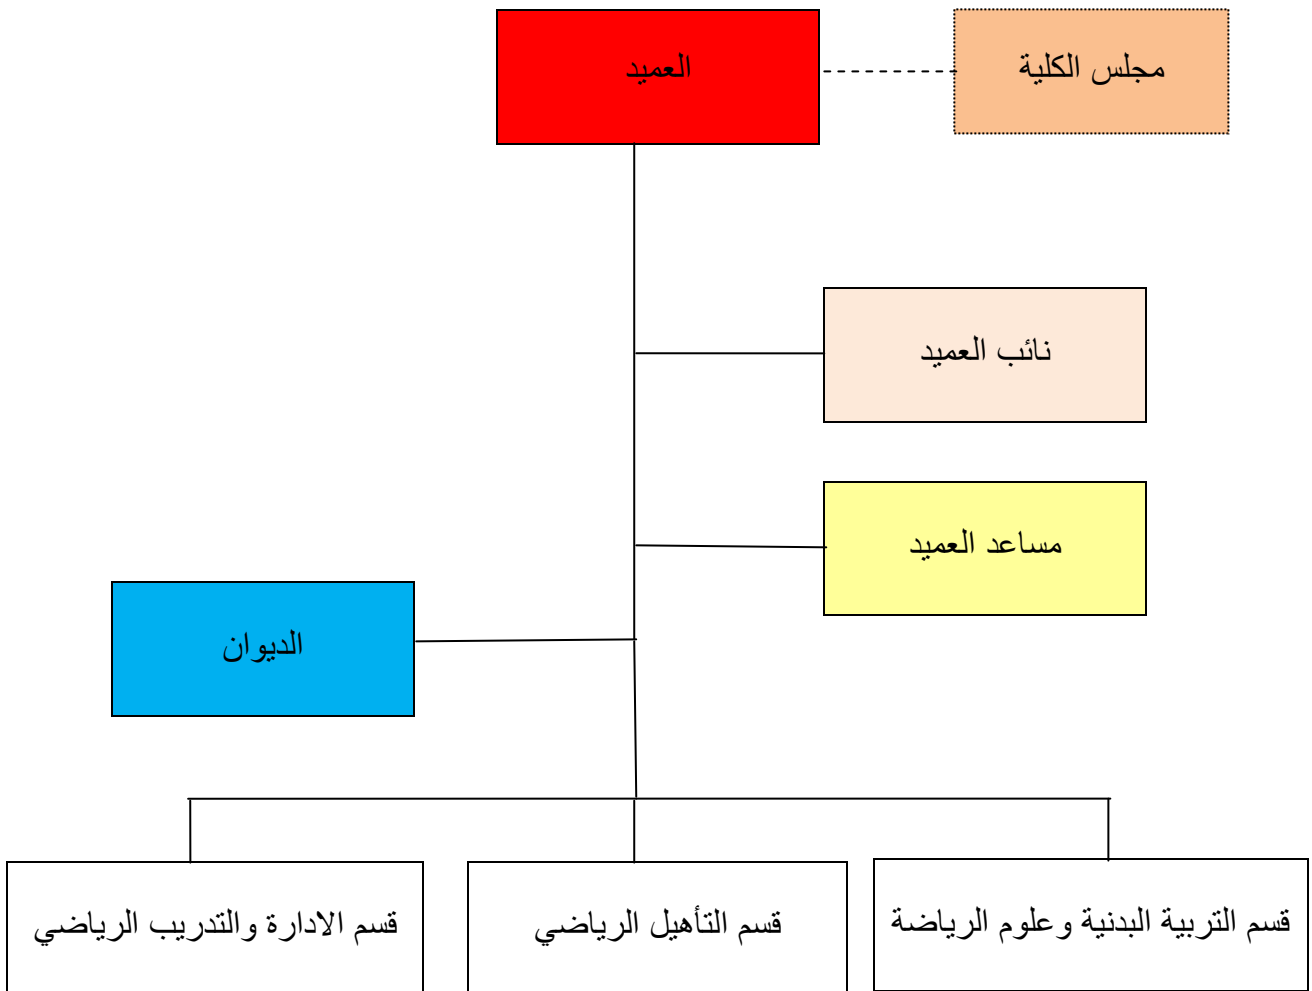 مجلس الكلية
العميد
نائب العميد
مساعد العميد
الديوان
قسم التربية البدنية وعلوم الرياضة
قسم التأهيل الرياضي
قسم الادارة والتدريب الرياضي